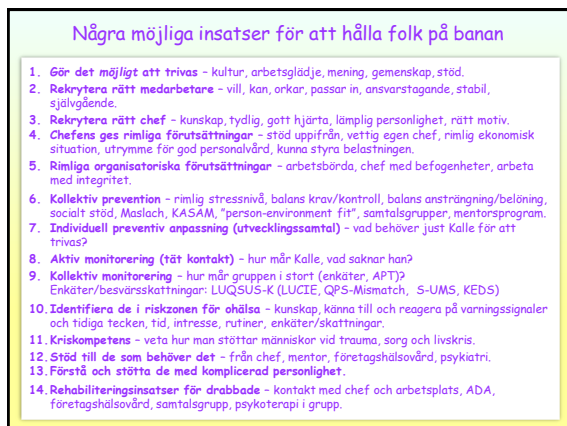 Några möjliga insatser för att hålla folk på banan
1. Gör det möjligt att trivas – kultur, arbetsglädje, mening, gemenskap, stöd.
2. Rekrytera rätt medarbetare – vill, kan, orkar, passar in, ansvarstagande, stabil,
självgående.
3. Rekrytera rätt chef – kunskap, tydlig, gott hjärta, lämplig personlighet, rätt motiv.
4. Chefens ges rimliga förutsättningar – stöd uppifrån, vettig egen chef, rimlig ekonomisk
situation, utrymme för god personalvård, kunna styra belastningen.
5. Rimliga organisatoriska förutsättningar – arbetsbörda, chef med befogenheter, arbeta
med integritet.
6. Kollektiv prevention – rimlig stressnivå, balans krav/kontroll, balans ansträngning/belöning,
socialt stöd, Maslach, KASAM, "person-environment fit", samtalsgrupper, mentorsprogram.
7. Individuell preventiv anpassning (utvecklingssamtal) – vad behöver just Kalle för att
trivas?
8. Aktiv monitorering (tät kontakt) – hur mår Kalle, vad saknar han?
9. Kollektiv monitorering – hur mår gruppen i stort (enkäter, APT)?
Enkäter/besvärsskattningar: LUQSUS-K (LUCIE, QPS-Mismatch, S-UMS, KEDS)
10. Identifiera de i riskzonen för ohälsa – kunskap, känna till och reagera på varningssignaler
och tidiga tecken, tid, intresse, rutiner, enkäter/skattningar.
11. Kriskompetens – veta hur man stöttar människor vid trauma, sorg och livskris.
12. Stöd till de som behöver det – från chef, mentor, företagshälsovård, psykiatri.
13. Förstå och stötta de med komplicerad personlighet.
14. Rehabiliteringsinsatser för drabbade – kontakt med chef och arbetsplats, ADA,
företagshälsovård, samtalsgrupp, psykoterapi i grupp.